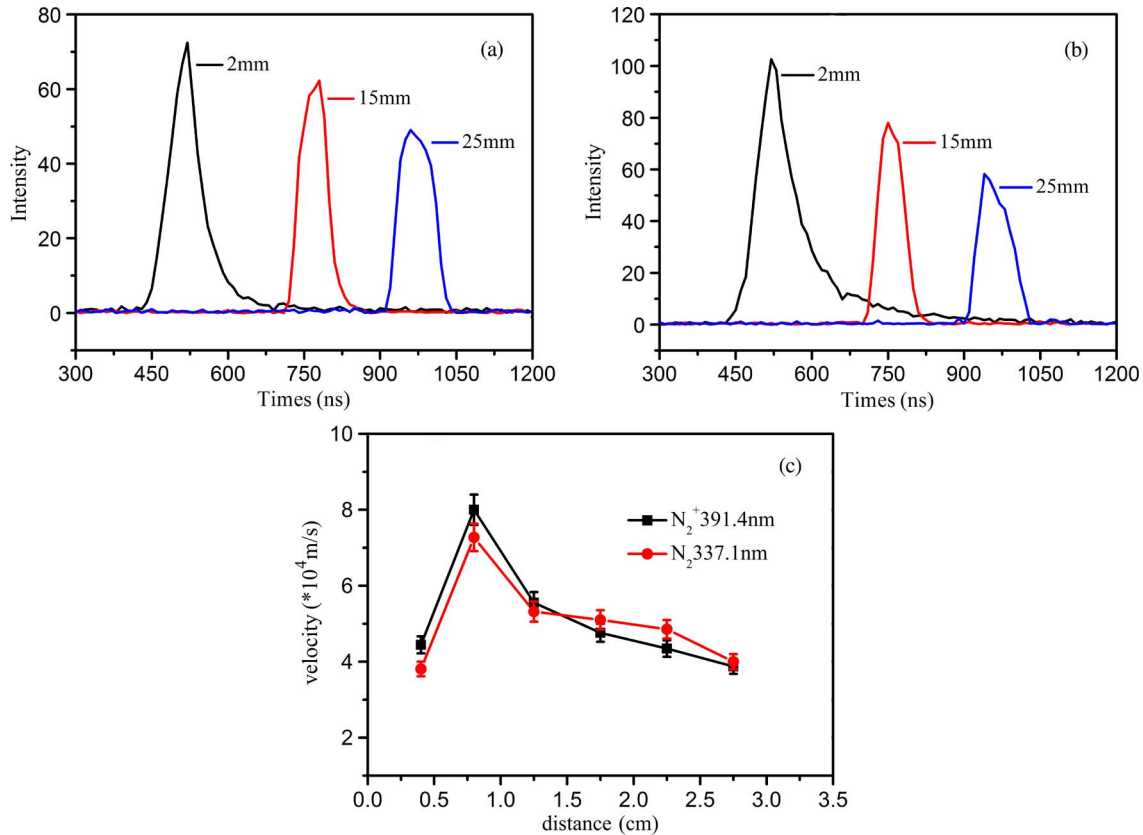 80
60
40
20
0
Intensity
(a)
2mm
15mm
25mm
300 450 600 750 900 1050 1200
Times (ns)
120
100
80
60
40
20
0
Intensity
(b)
2mm
15mm
25mm
300 450 600 750 900 1050 1200
Times (ns)
10
8
6
4
2
velocity (*10⁴m/s)
(c)
N₂⁺391.4nm
N₂337.1nm
0.0 0.5 1.0 1.5 2.0 2.5 3.0 3.5
distance (cm)